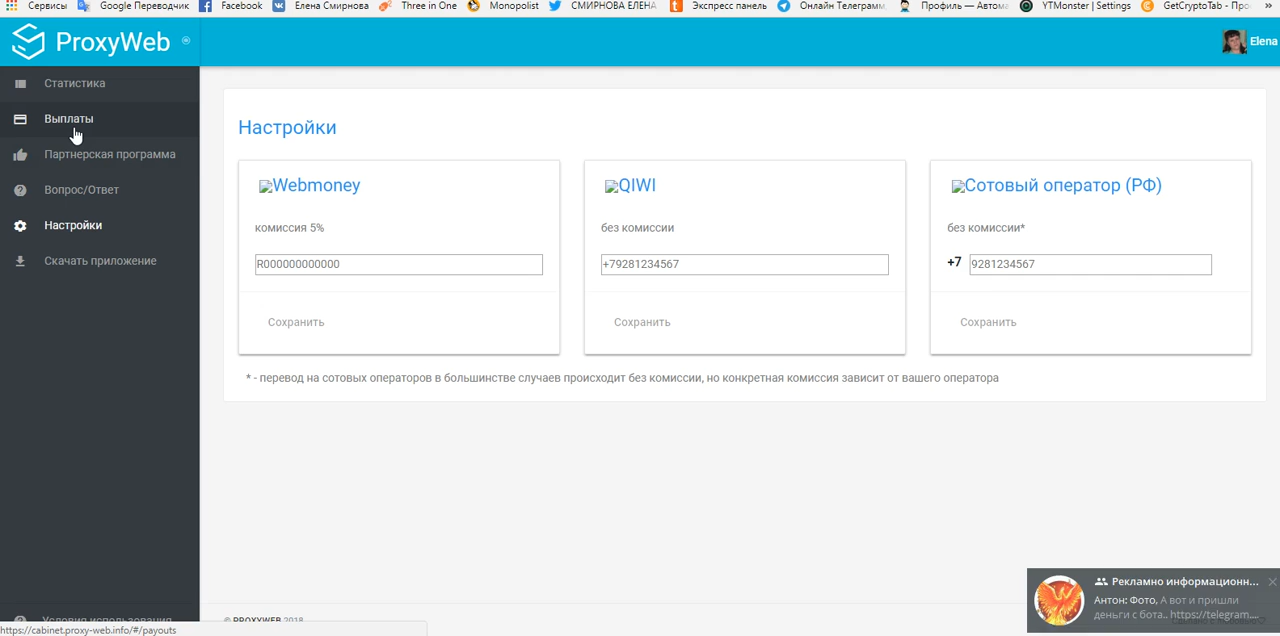 Сервисы Google Переводчик Facebook Елена Смирнова Three in One Monopolist СМИРНОВА ЕЛЕНА Экспресс панель Онлайн Телеграмм, Профиль — Автома YTMonster | Settings GetCryptoTab - Про »
ProxyWeb
Elena
Статистика
Выплаты
Партнерская программа
Вопрос/Ответ
Настройки
Скачать приложение
Условия использования
https://cabinet.proxy-web.info/#/payouts
Настройки
Webmoney
комиссия 5%
R000000000000
Сохранить
QIWI
без комиссии
+79281234567
Сохранить
Сотовый оператор (РФ)
без комиссии*
+7 9281234567
Сохранить
* - перевод на сотовых операторов в большинстве случаев происходит без комиссии, но конкретная комиссия зависит от вашего оператора
© PROXYWEB 2018
Рекламно информационн...
Антон: Фото, А вот и пришли
деньги с бота.. https://telegram....